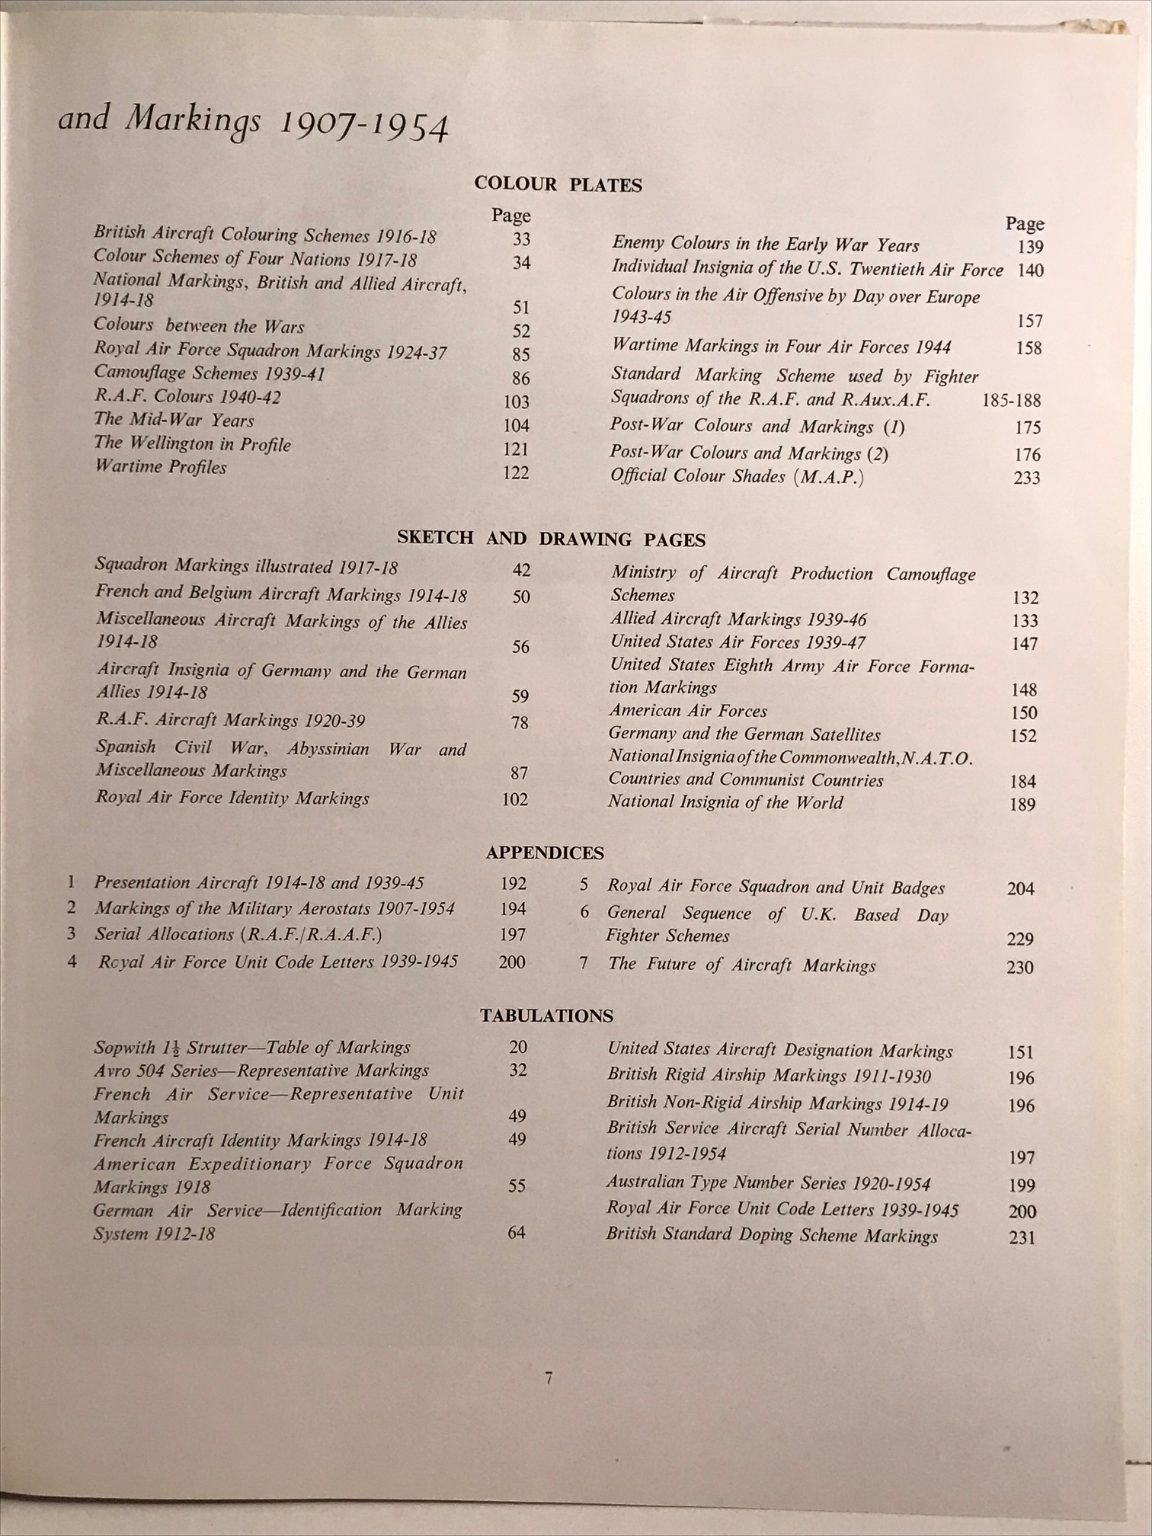 and Markings 1907-1954
COLOUR PLATES
Page
British Aircraft Colouring Schemes 1916-18 33
Colour Schemes of Four Nations 1917-18 34
National Markings, British and Allied Aircraft,
1914-18 51
Colours between the Wars 52
Royal Air Force Squadron Markings 1924-37 85
Camouflage Schemes 1939-41 86
R.A.F. Colours 1940-42 103
The Mid-War Years 104
The Wellington in Profile 121
Wartime Profiles 122
Page
Enemy Colours in the Early War Years 139
Individual Insignia of the U.S. Twentieth Air Force 140
Colours in the Air Offensive by Day over Europe
1943-45 157
Wartime Markings in Four Air Forces 1944 158
Standard Marking Scheme used by Fighter
Squadrons of the R.A.F. and R.Aux.A.F. 185-188
Post-War Colours and Markings (1) 175
Post-War Colours and Markings (2) 176
Official Colour Shades (M.A.P.) 233
SKETCH AND DRAWING PAGES
Squadron Markings illustrated 1917-18 42
French and Belgium Aircraft Markings 1914-18 50
Miscellaneous Aircraft Markings of the Allies
1914-18 56
Aircraft Insignia of Germany and the German
Allies 1914-18 59
R.A.F. Aircraft Markings 1920-39 78
Spanish Civil War, Abyssinian War and
Miscellaneous Markings 87
Royal Air Force Identity Markings 102
Ministry of Aircraft Production Camouflage
Schemes 132
Allied Aircraft Markings 1939-46 133
United States Air Forces 1939-47 147
United States Eighth Army Air Force Forma-
tion Markings 148
American Air Forces 150
Germany and the German Satellites 152
National Insignia of the Commonwealth, N.A.T.O.
Countries and Communist Countries 184
National Insignia of the World 189
APPENDICES
1 Presentation Aircraft 1914-18 and 1939-45 192
2 Markings of the Military Aerostats 1907-1954 194
3 Serial Allocations (R.A.F./R.A.A.F.) 197
4 Royal Air Force Unit Code Letters 1939-1945 200
5 Royal Air Force Squadron and Unit Badges 204
6 General Sequence of U.K. Based Day
Fighter Schemes 229
7 The Future of Aircraft Markings 230
TABULATIONS
Sopwith 1½ Strutter—Table of Markings 20
Avro 504 Series—Representative Markings 32
French Air Service—Representative Unit
Markings 49
French Aircraft Identity Markings 1914-18 49
American Expeditionary Force Squadron
Markings 1918 55
German Air Service—Identification Marking
System 1912-18 64
United States Aircraft Designation Markings 151
British Rigid Airship Markings 1911-1930 196
British Non-Rigid Airship Markings 1914-19 196
British Service Aircraft Serial Number Alloca-
tions 1912-1954 197
Australian Type Number Series 1920-1954 199
Royal Air Force Unit Code Letters 1939-1945 200
British Standard Doping Scheme Markings 231
7